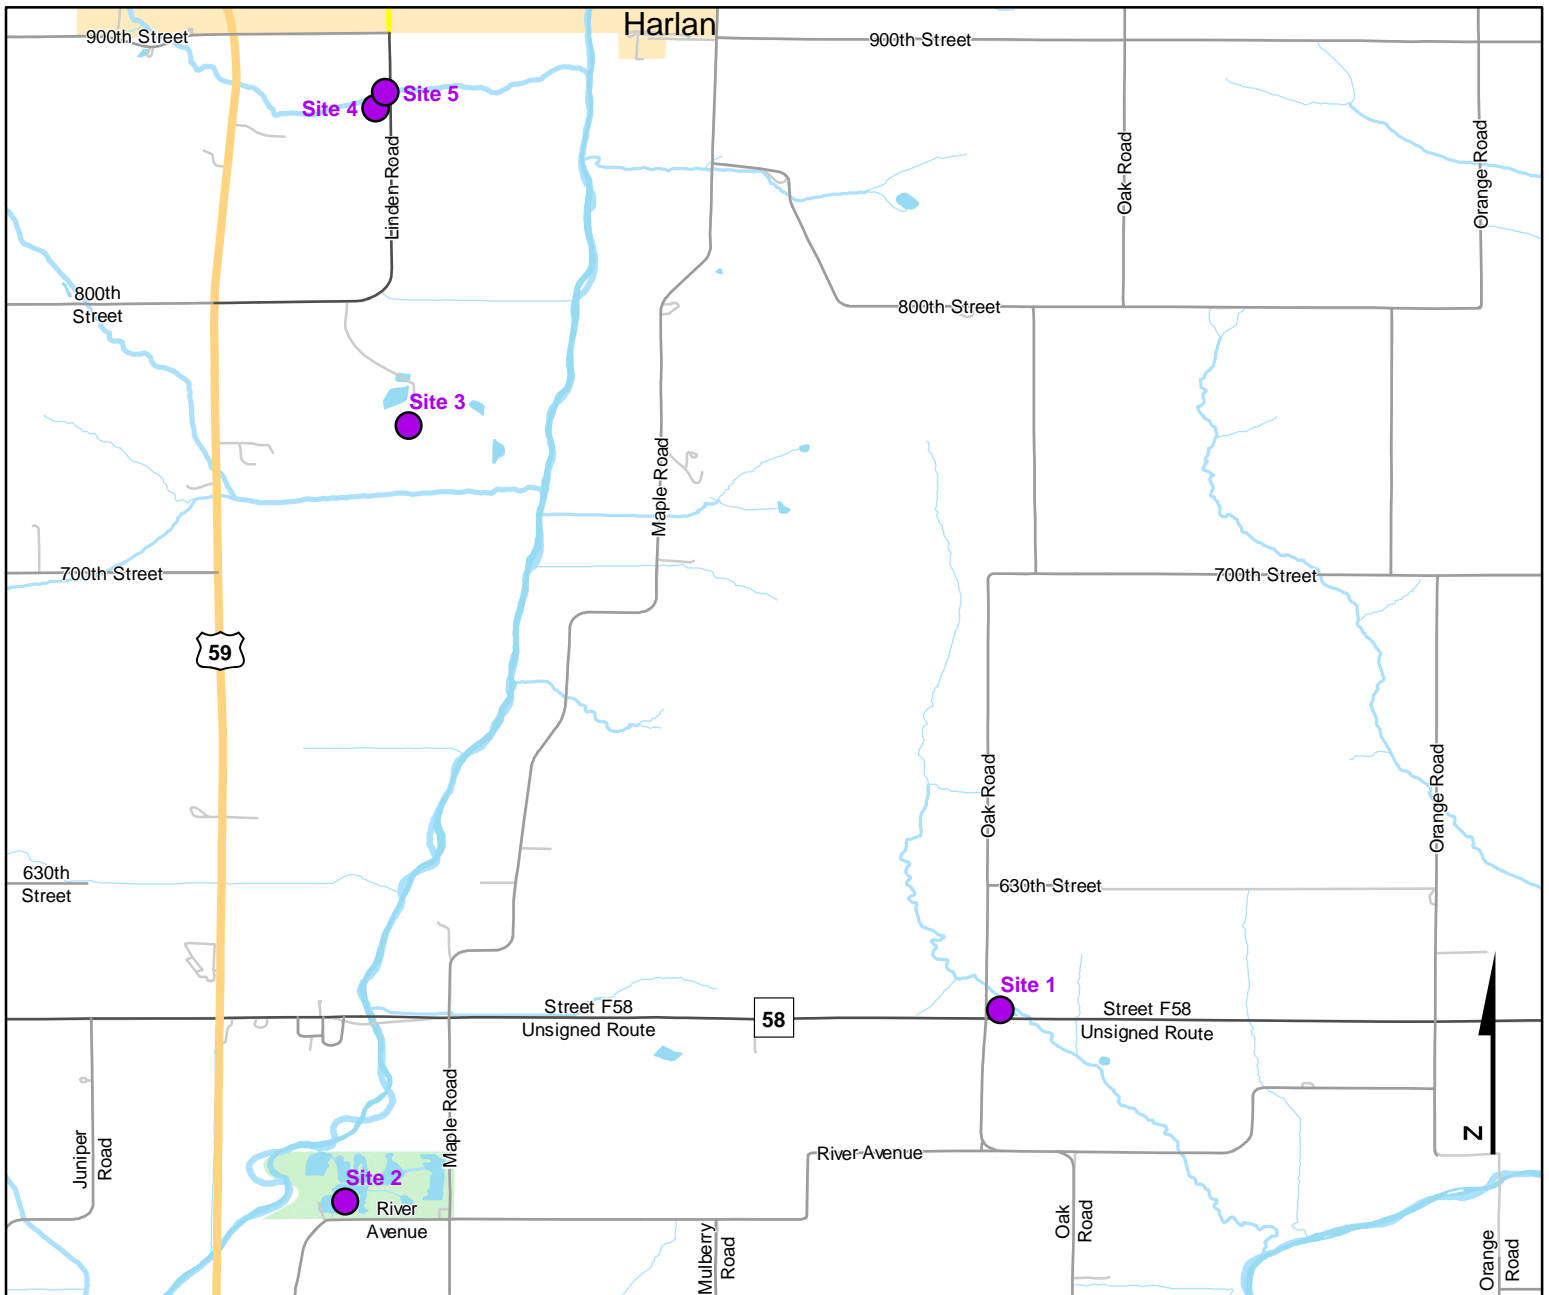 Harlan
900th Street
900th Street
Site 5
Site 4
Linden Road
Oak Road
Orange Road
800th
Street
800th Street
Site 3
Maple Road
700th Street
700th Street
59
Oak Road
Orange Road
630th
Street
630th Street
Site 1
Street F58
Unsigned Route
58
Street F58
Unsigned Route
Juniper
Road
Maple Road
River Avenue
Z
Site 2
River
Avenue
Mulberry
Road
Oak
Road
Orange
Road